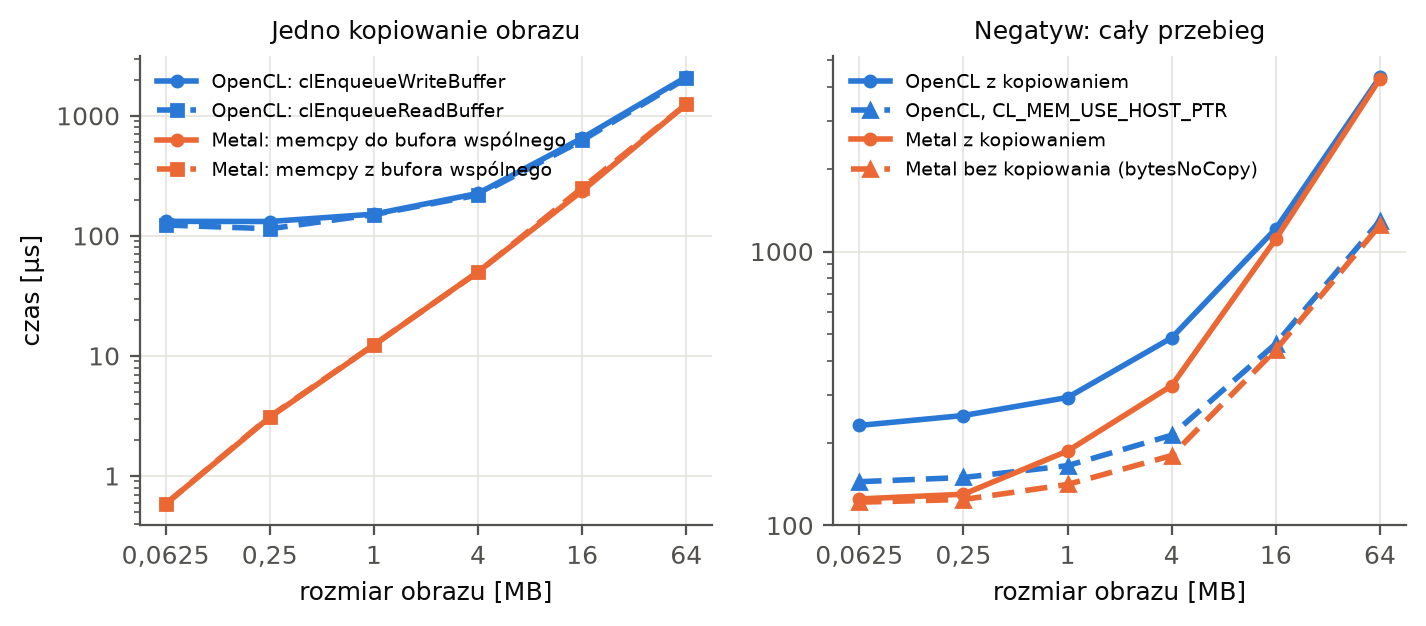 Jedno kopiowanie obrazu
OpenCL: clEnqueueWriteBuffer
OpenCL: clEnqueueReadBuffer
Metal: memcpy do bufora wspólnego
Metal: memcpy z bufora wspólnego
1000
100
10
1
czas [µs]
0,0625 0,25 1 4 16 64
rozmiar obrazu [MB]
Negatyw: cały przebieg
OpenCL z kopiowaniem
OpenCL, CL_MEM_USE_HOST_PTR
Metal z kopiowaniem
Metal bez kopiowania (bytesNoCopy)
1000
100
0,0625 0,25 1 4 16 64
rozmiar obrazu [MB]